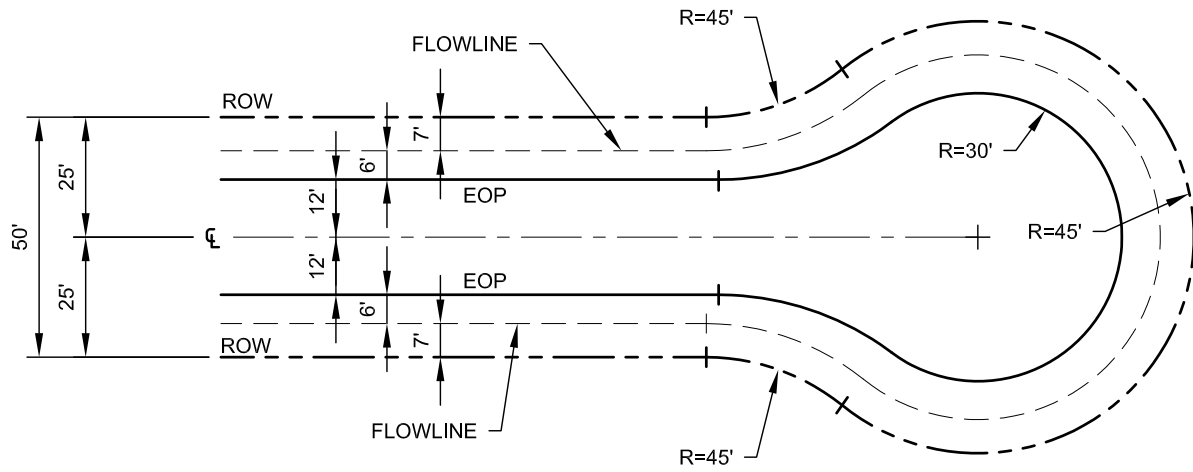 R=45'
FLOWLINE
ROW
7'
6'
25'
12'
EOP
R=30'
50'
℄
R=45'
12'
25'
EOP
6'
7'
ROW
FLOWLINE
R=45'